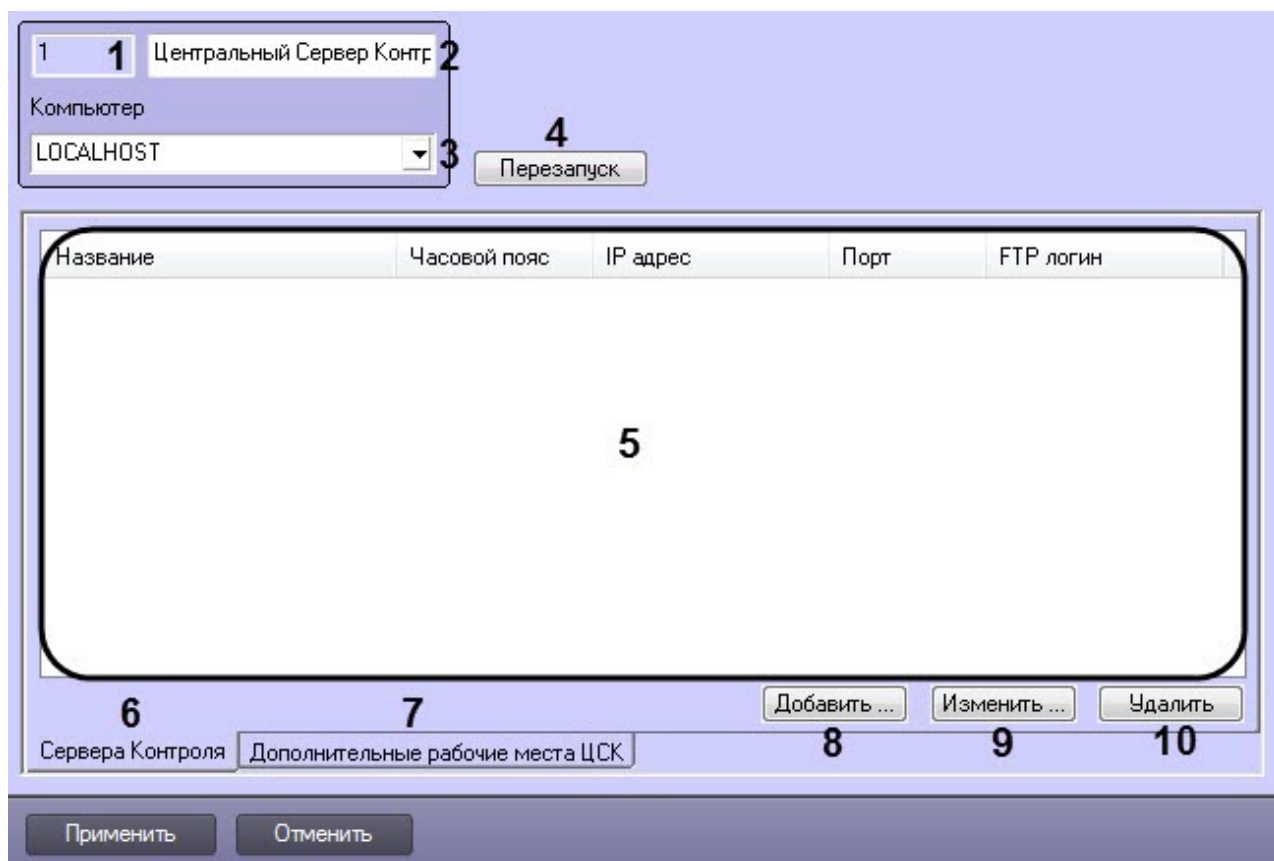 1 1 Центральный Сервер Контр 2
Компьютер
LOCALHOST 3
4
Перезапуск
Название Часовой пояс IP адрес Порт FTP логин
5
6 7 Добавить ... Изменить ... Удалить
8 9 10
Сервера Контроля Дополнительные рабочие места ЦСК
Применить Отменить